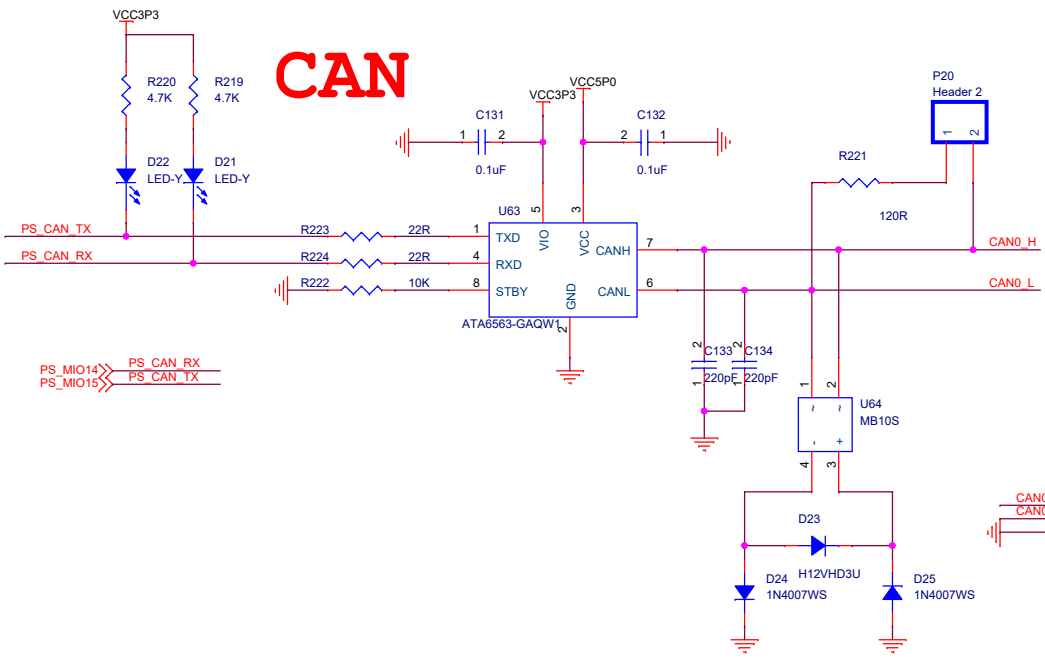 VCC3P3
CAN
R220
4.7K
R219
4.7K
D22
LED-Y
D21
LED-Y
VCC3P3
VCC5P0
C131
1
2
0.1uF
C132
2
1
0.1uF
P20
Header 2
1
2
R221
120R
U63
5
3
PS_CAN_TX
R223
22R
1
TXD
VIO
VCC
CANH
7
CAN0_H
PS_CAN_RX
R224
22R
4
RXD
R222
10K
8
STBY
GND
CANL
6
CAN0_L
ATA6563-GAQW1
2
PS_MIO14
PS_CAN_RX
PS_MIO15
PS_CAN_TX
2
C133
2
C134
1
220pF
1
220pF
1
2
U64
MB10S
~
~
-
+
4
3
D23
H12VHD3U
D24
1N4007WS
D25
1N4007WS
CAN0
CAN0